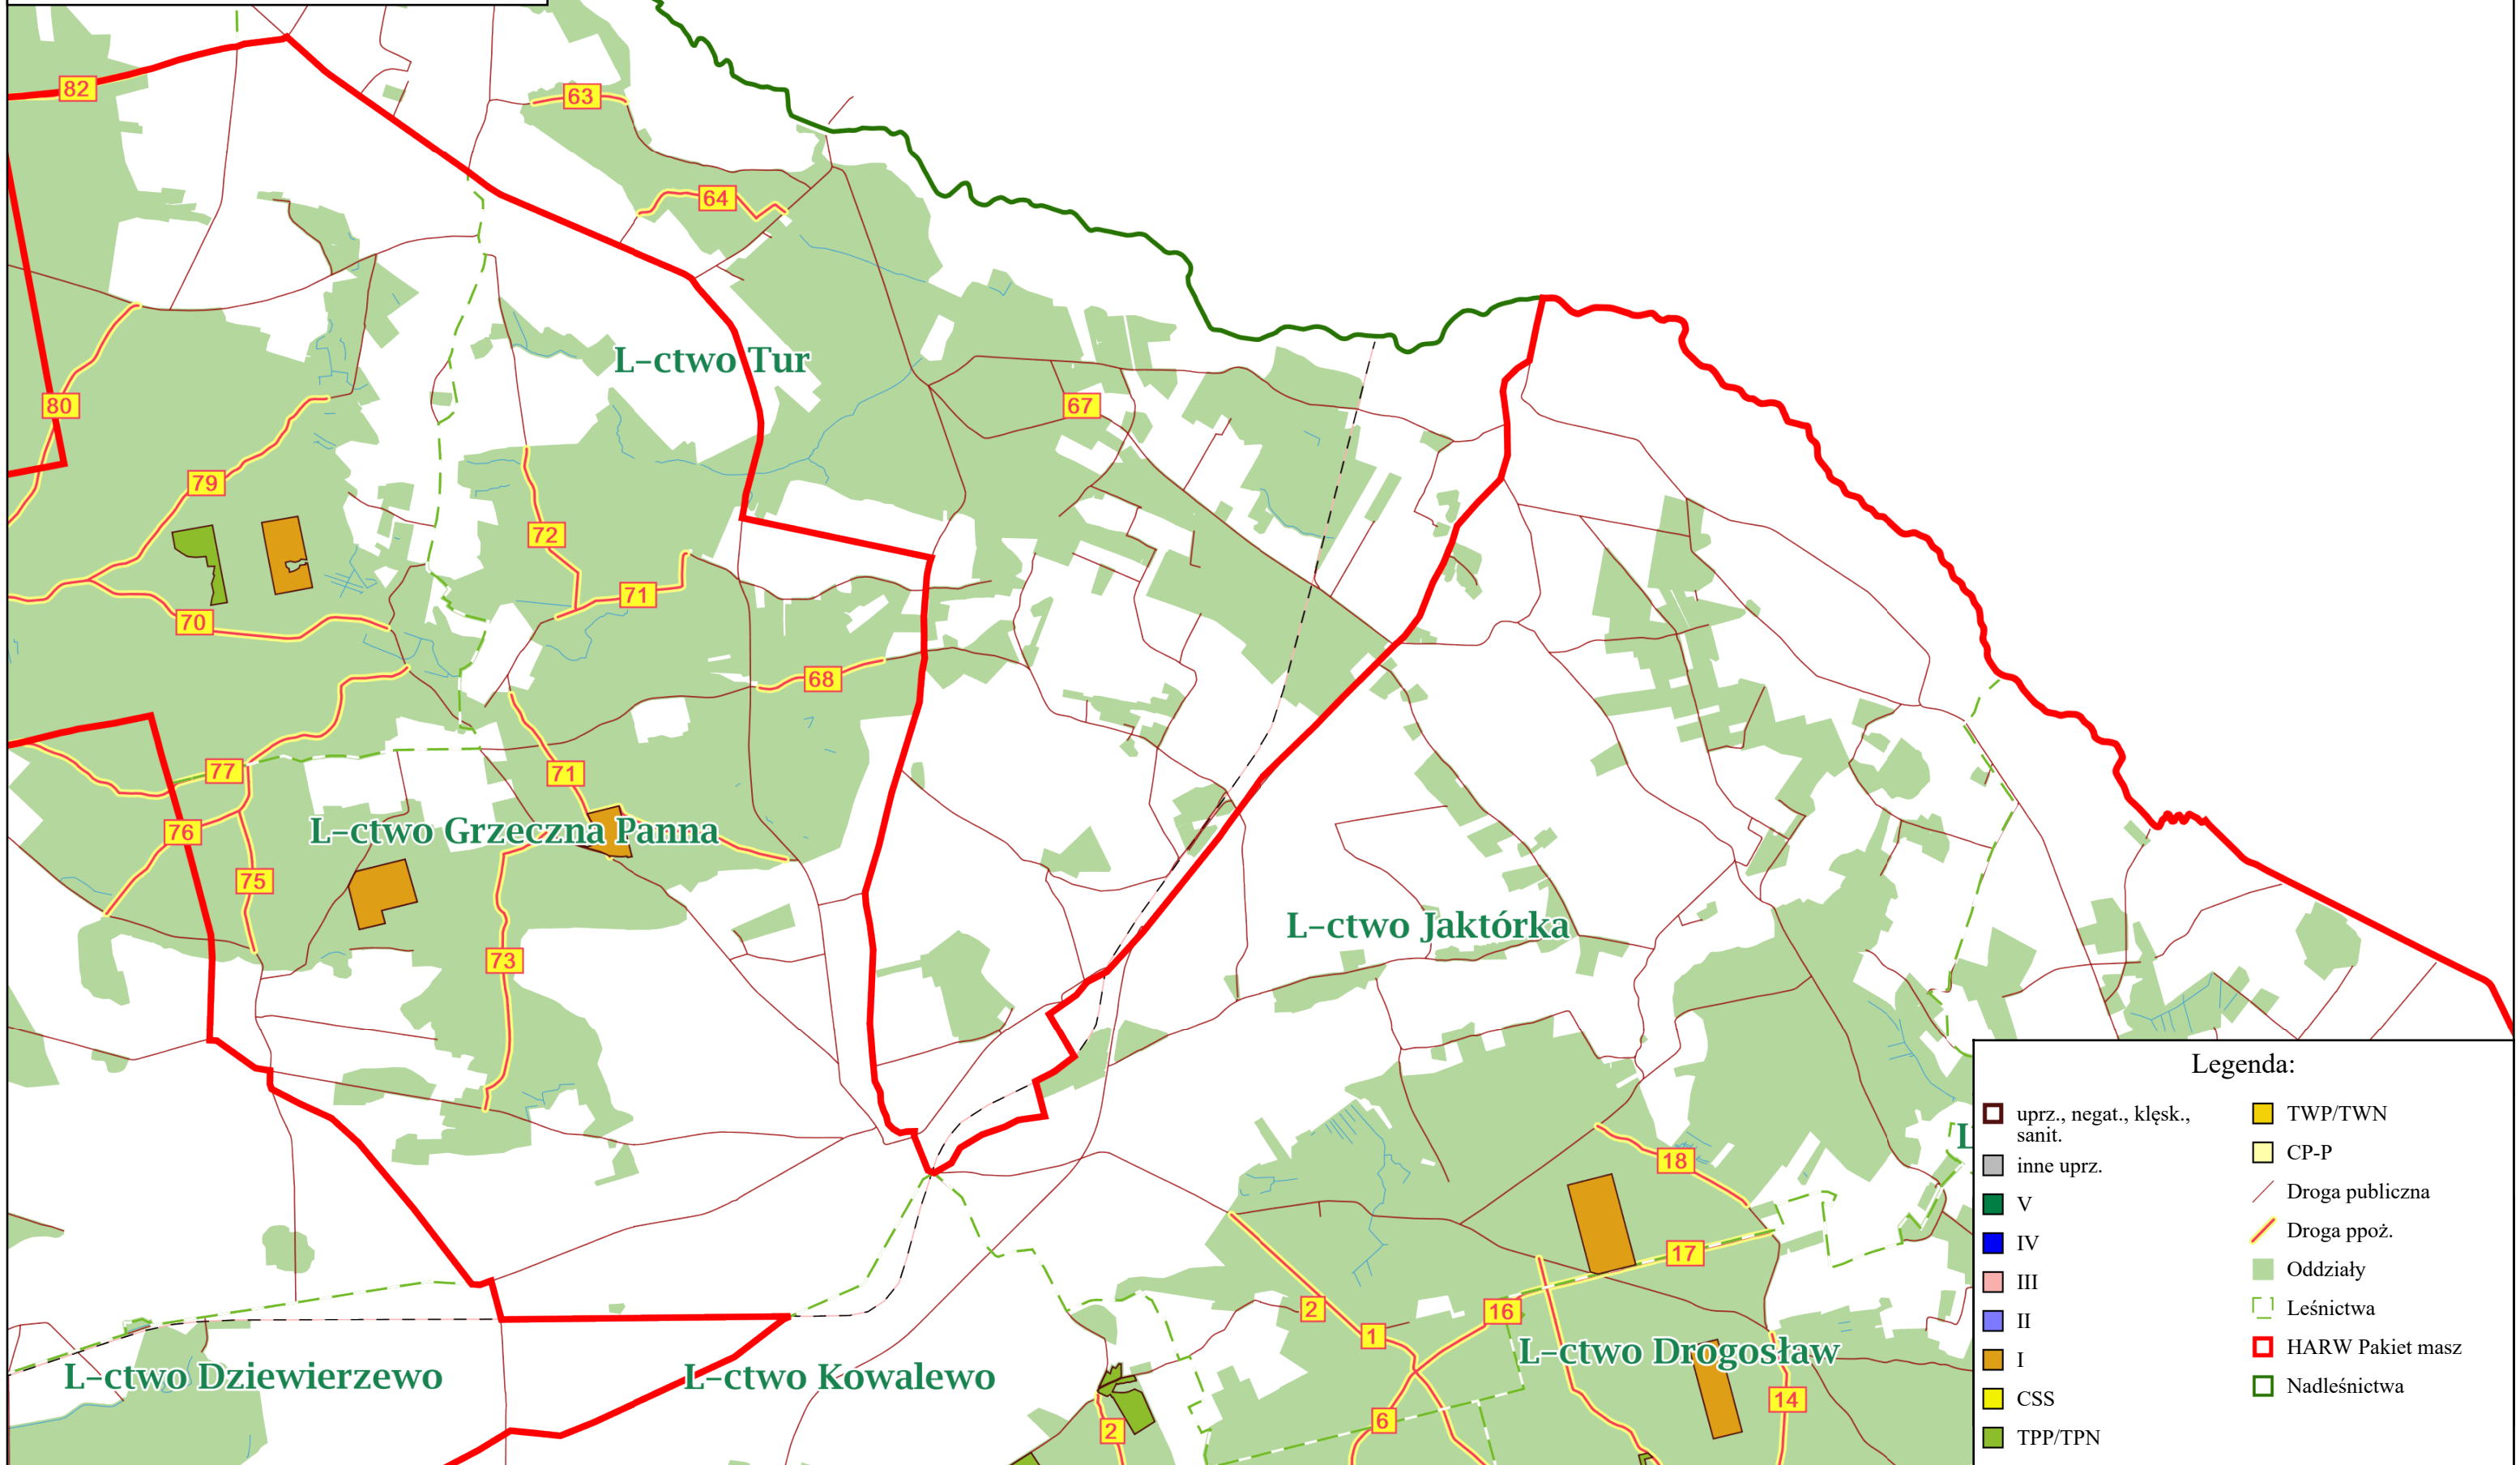 82
63
64
L-ctwo Tur
80
67
79
72
71
70
68
77
71
76
L-ctwo Grzeczna Panna
75
L-ctwo Jaktórka
73
18
17
2
16
1
L-ctwo Drogosław
L-ctwo Dziewierzewo
L-ctwo Kowalewo
14
6
2
Legenda:
uprz., negat., klęsk.,
sanit.
inne uprz.
V
IV
III
II
I
CSS
TPP/TPN
TWP/TWN
CP-P
Droga publiczna
Droga ppoż.
Oddziały
Leśnictwa
HARW Pakiet masz
Nadleśnictwa